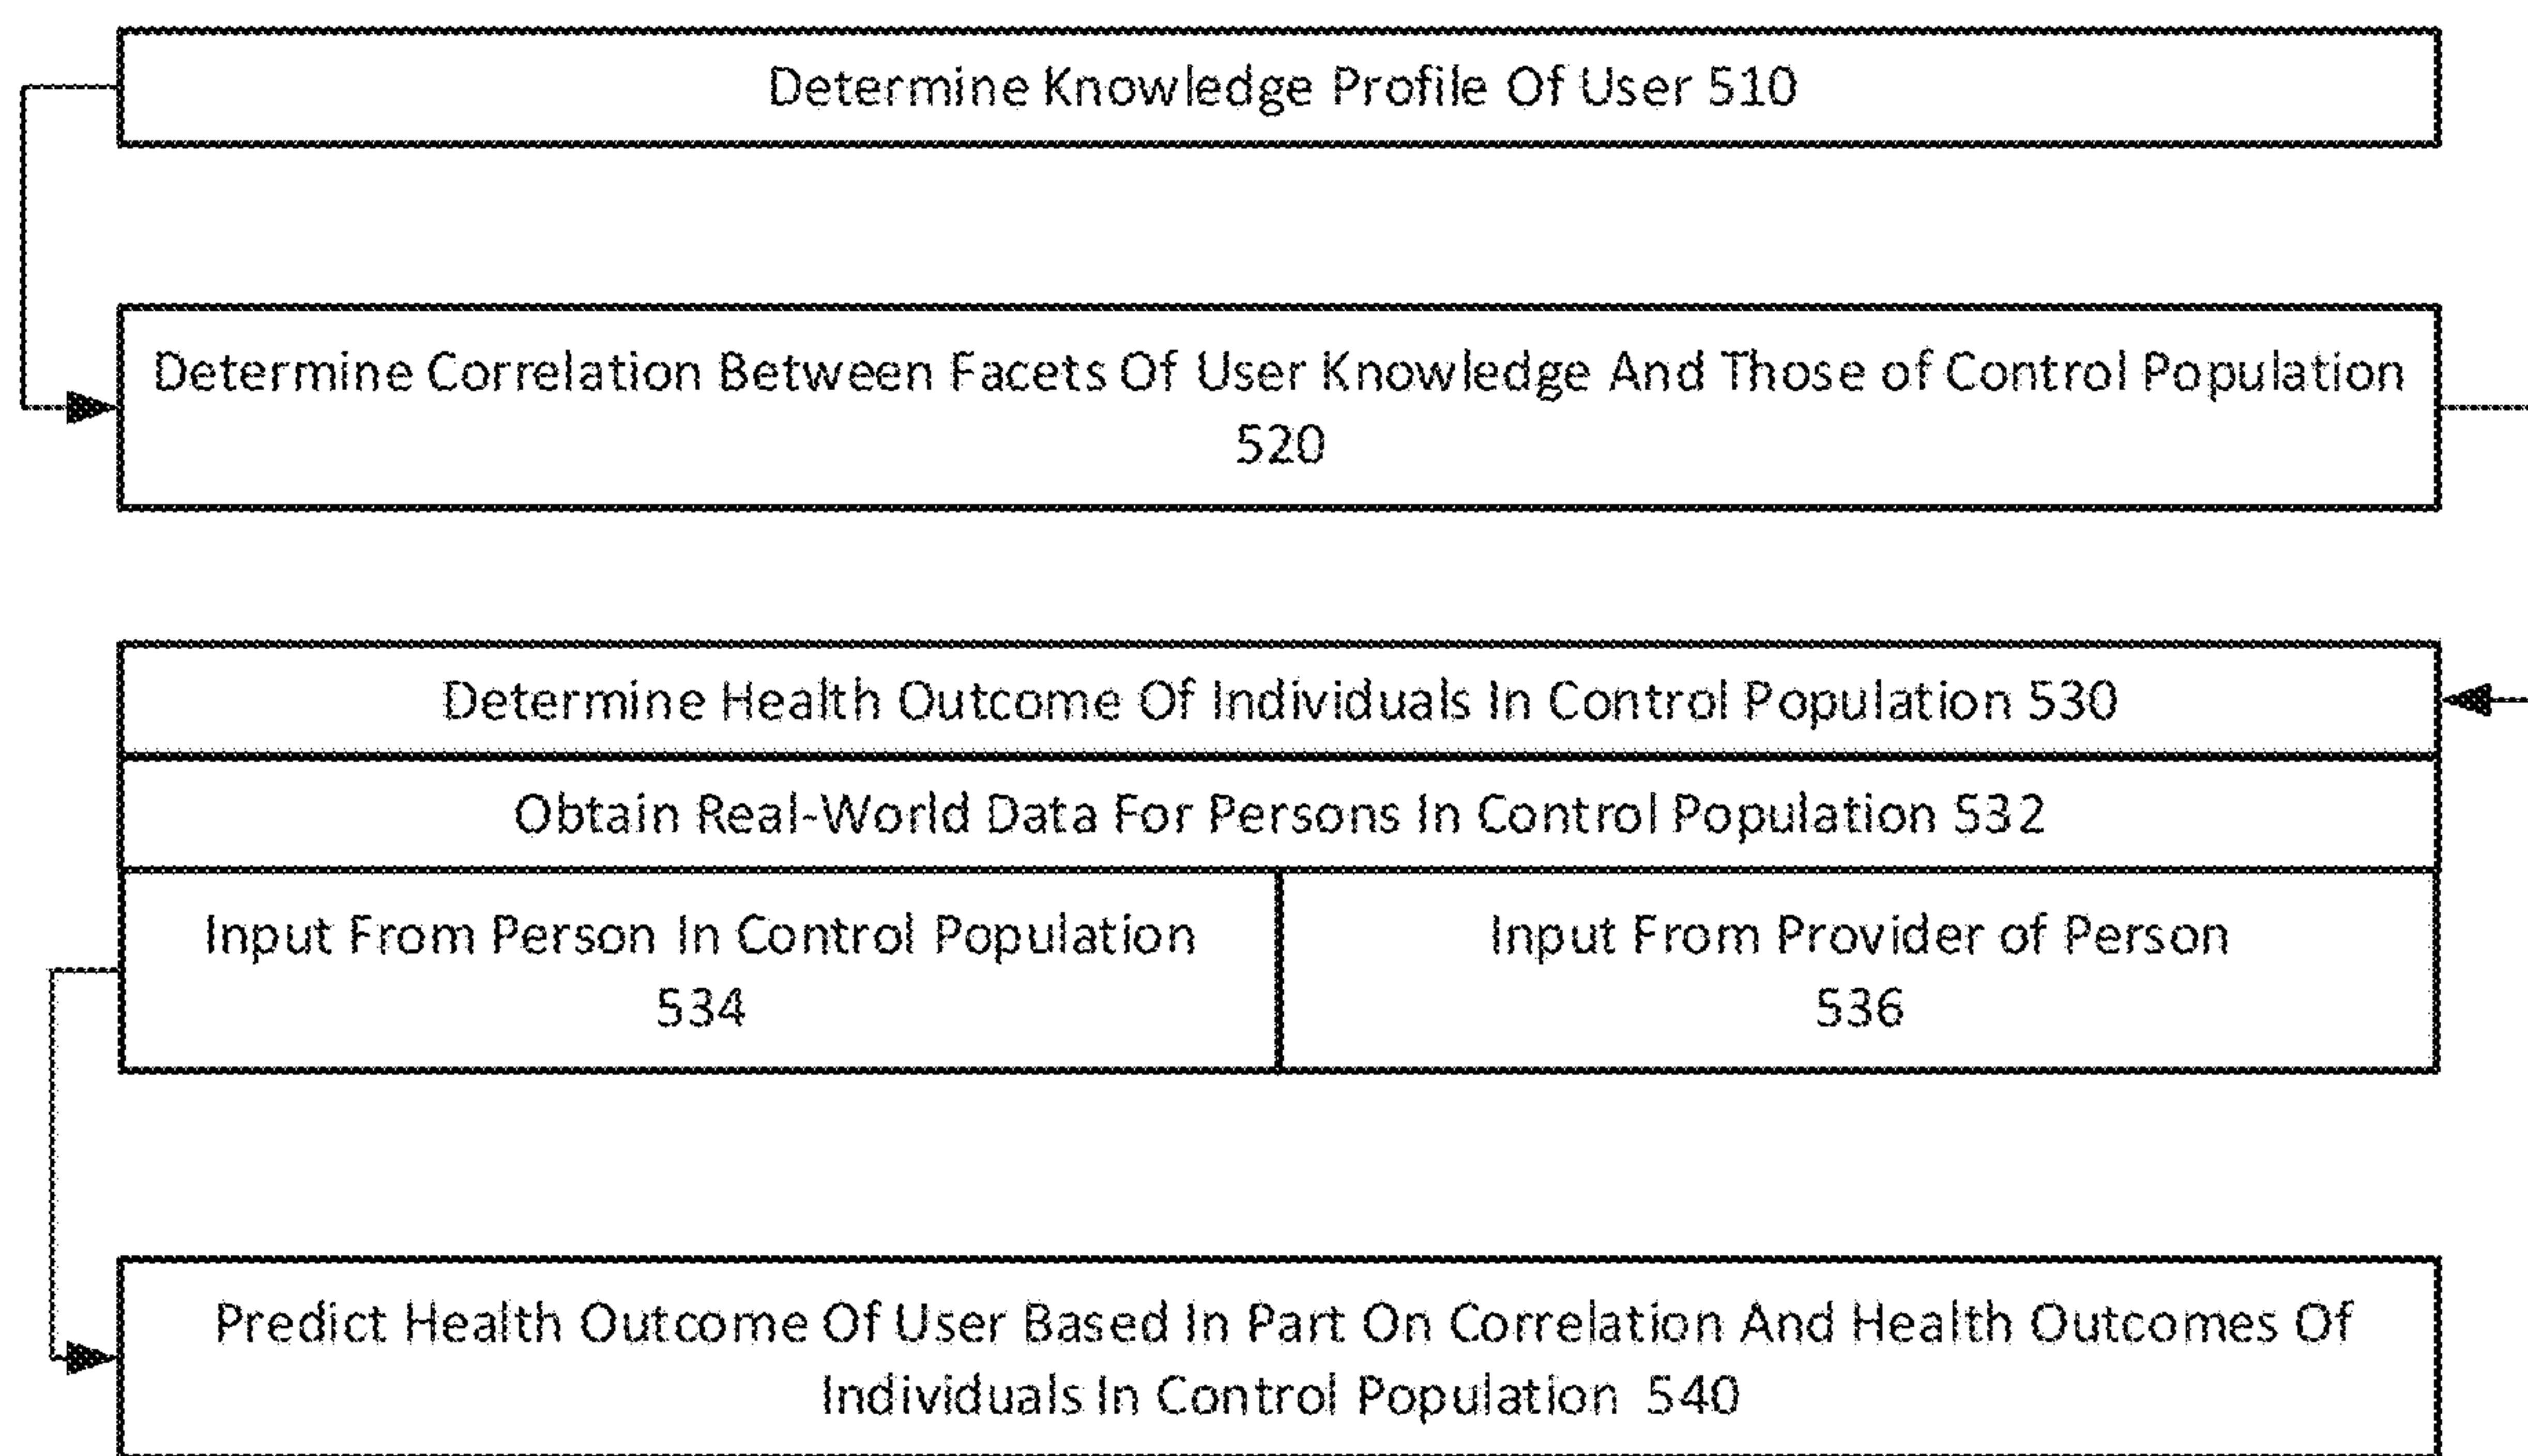 Determine Knowledge Profile Of User 510
Determine Correlation Between Facets Of User Knowledge And Those of Control Population
520
Determine Health Outcome Of Individuals In Control Population 530
Obtain Real-World Data For Persons In Control Population 532
Input From Person In Control Population
534
Input From Provider of Person
536
Predict Health Outcome Of User Based In Part On Correlation And Health Outcomes Of
Individuals In Control Population 540